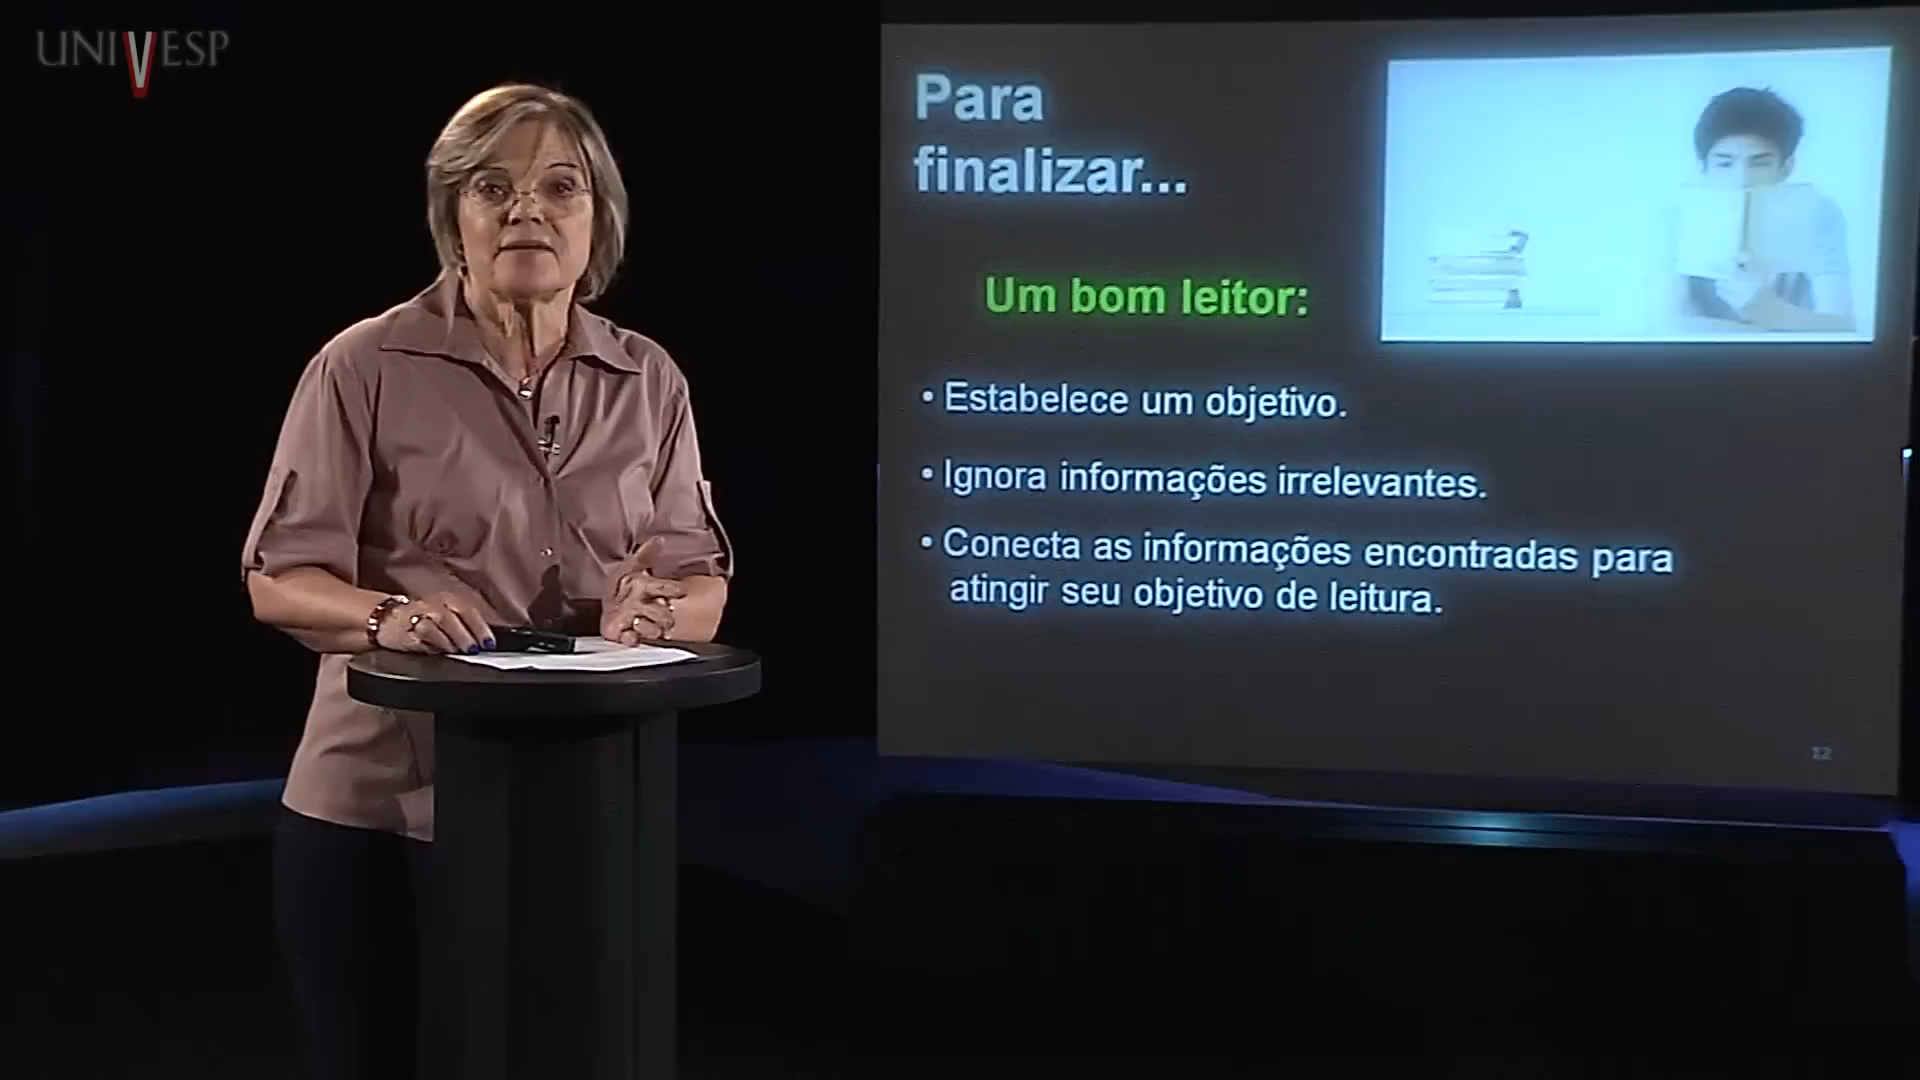 UNIVESP
Para
finalizar...
Um bom leitor:
• Estabelece um objetivo.
• Ignora informações irrelevantes.
• Conecta as informações encontradas para
atingir seu objetivo de leitura.
12